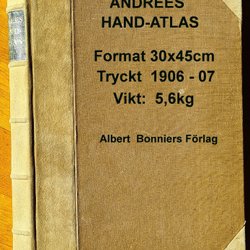 ANDREES
HAND-ATLAS
Format 30x45cm
Tryckt 1906 - 07
Vikt: 5,6kg
Albert Bonniers Förlag